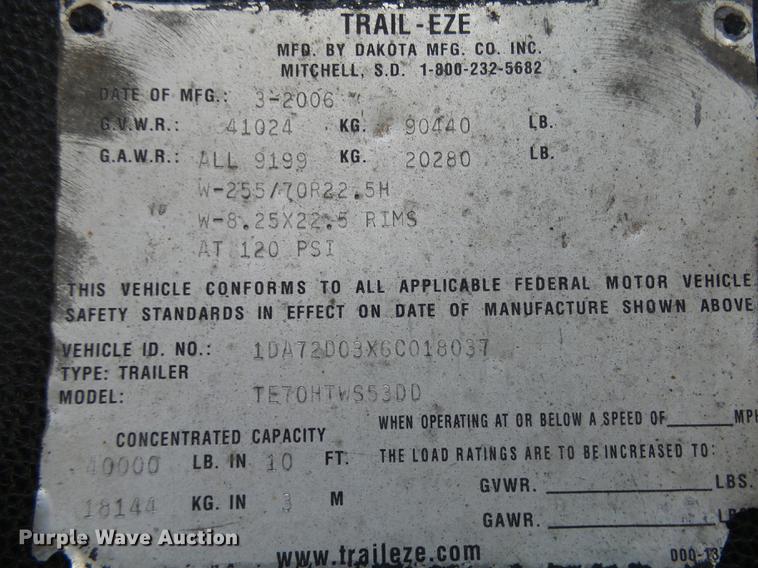 TRAIL-EZE
MFD. BY DAKOTA MFG. CO. INC.
MITCHELL, S.D. 1-800-232-5682
DATE OF MFG.: 3-2006
G.V.W.R.: 41024 KG. 90440 LB.
G.A.W.R.: ALL 9199 KG. 20280 LB.
W-255/70R22.5H
W-8.25X22.5 RIMS
AT 120 PSI
THIS VEHICLE CONFORMS TO ALL APPLICABLE FEDERAL MOTOR VEHICLE
SAFETY STANDARDS IN EFFECT ON DATE OF MANUFACTURE SHOWN ABOVE
VEHICLE ID. NO.: 1DA72D03X6C018037
TYPE: TRAILER
MODEL: TE70HTWS53DD
WHEN OPERATING AT OR BELOW A SPEED OF ______ MPH
CONCENTRATED CAPACITY
THE LOAD RATINGS ARE TO BE INCREASED TO:
40000 LB. IN 10 FT.
GVWR. ______ LBS.
18144 KG. IN 3 M
GAWR. ______
www.traileze.com
Purple Wave Auction